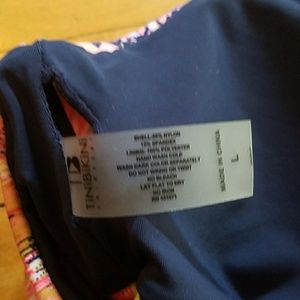 TINIBIKINI
SHELL: 85% NYLON
15% SPANDEX
LINING: 100% POLYESTER
HAND WASH COLD
WASH DARK COLOR SEPARATELY
DO NOT WRING OR TWIST
NO BLEACH
LAY FLAT TO DRY
NO IRON
L
MADE IN CHINA